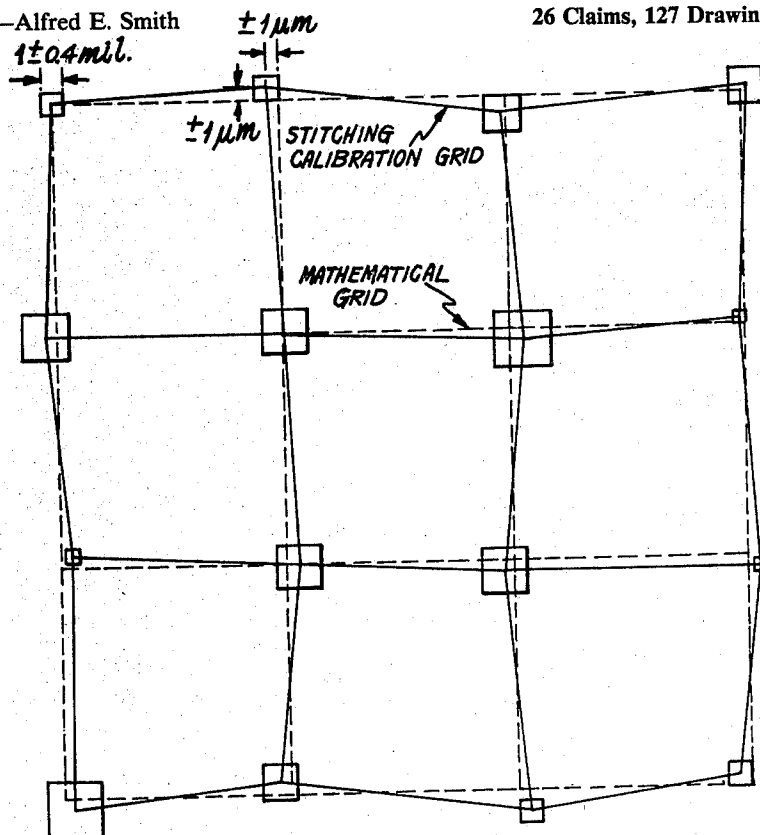 —Alfred E. Smith
26 Claims, 127 Drawin
1±0.4mil.
±1μm
±1μm
STITCHING
CALIBRATION GRID
MATHEMATICAL
GRID